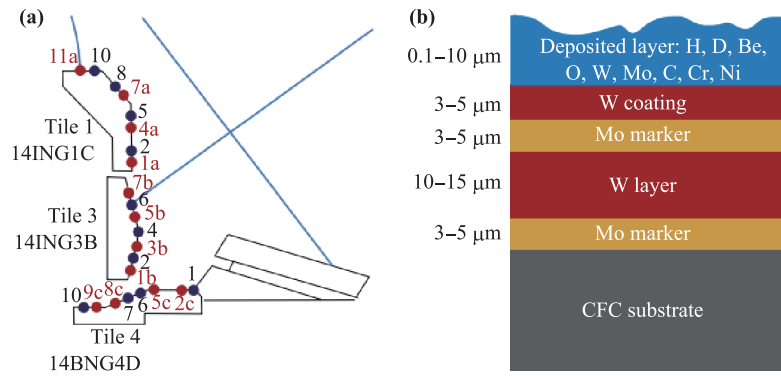 (a)
11a
10
8
7a
5
4a
2
1a
Tile 1
14ING1C
7b
6
5b
4
3b
2
1b
Tile 3
14ING3B
10
9c
8c
7
6
5c
2c
1
Tile 4
14BNG4D
(b)
0.1–10 μm
Deposited layer: H, D, Be,
O, W, Mo, C, Cr, Ni
3–5 μm
W coating
3–5 μm
Mo marker
10–15 μm
W layer
3–5 μm
Mo marker
CFC substrate